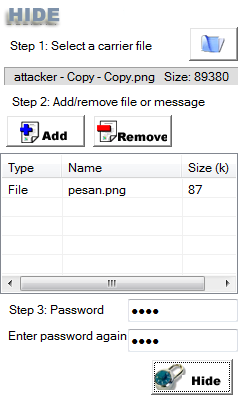 HIDE
Step 1: Select a carrier file
attacker - Copy - Copy.png Size: 89380
Step 2: Add/remove file or message
Add Remove
Type Name Size (k)
File pesan.png 87
Step 3: Password
Enter password again
Hide